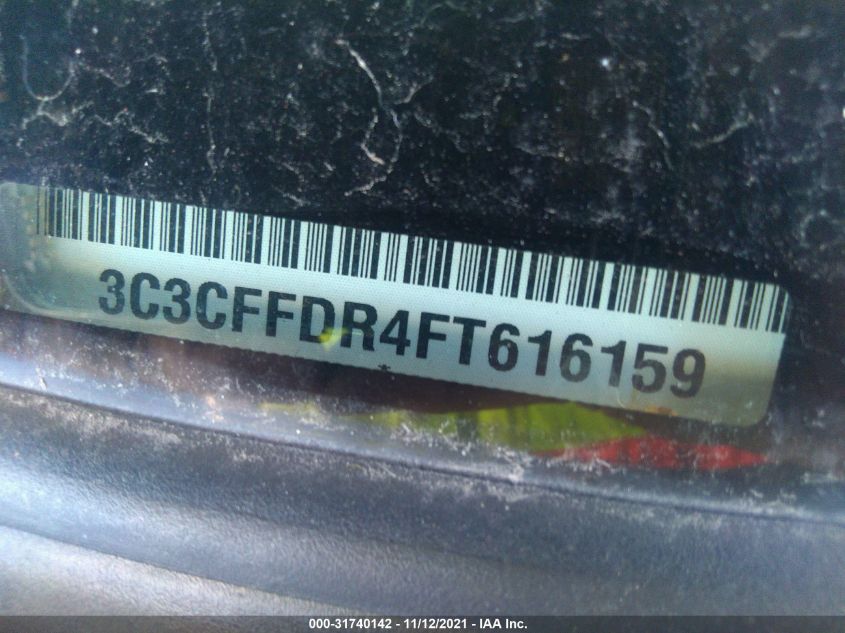 3C3CFFDR4FT616159
*
000-31740142 - 11/12/2021 - IAA Inc.